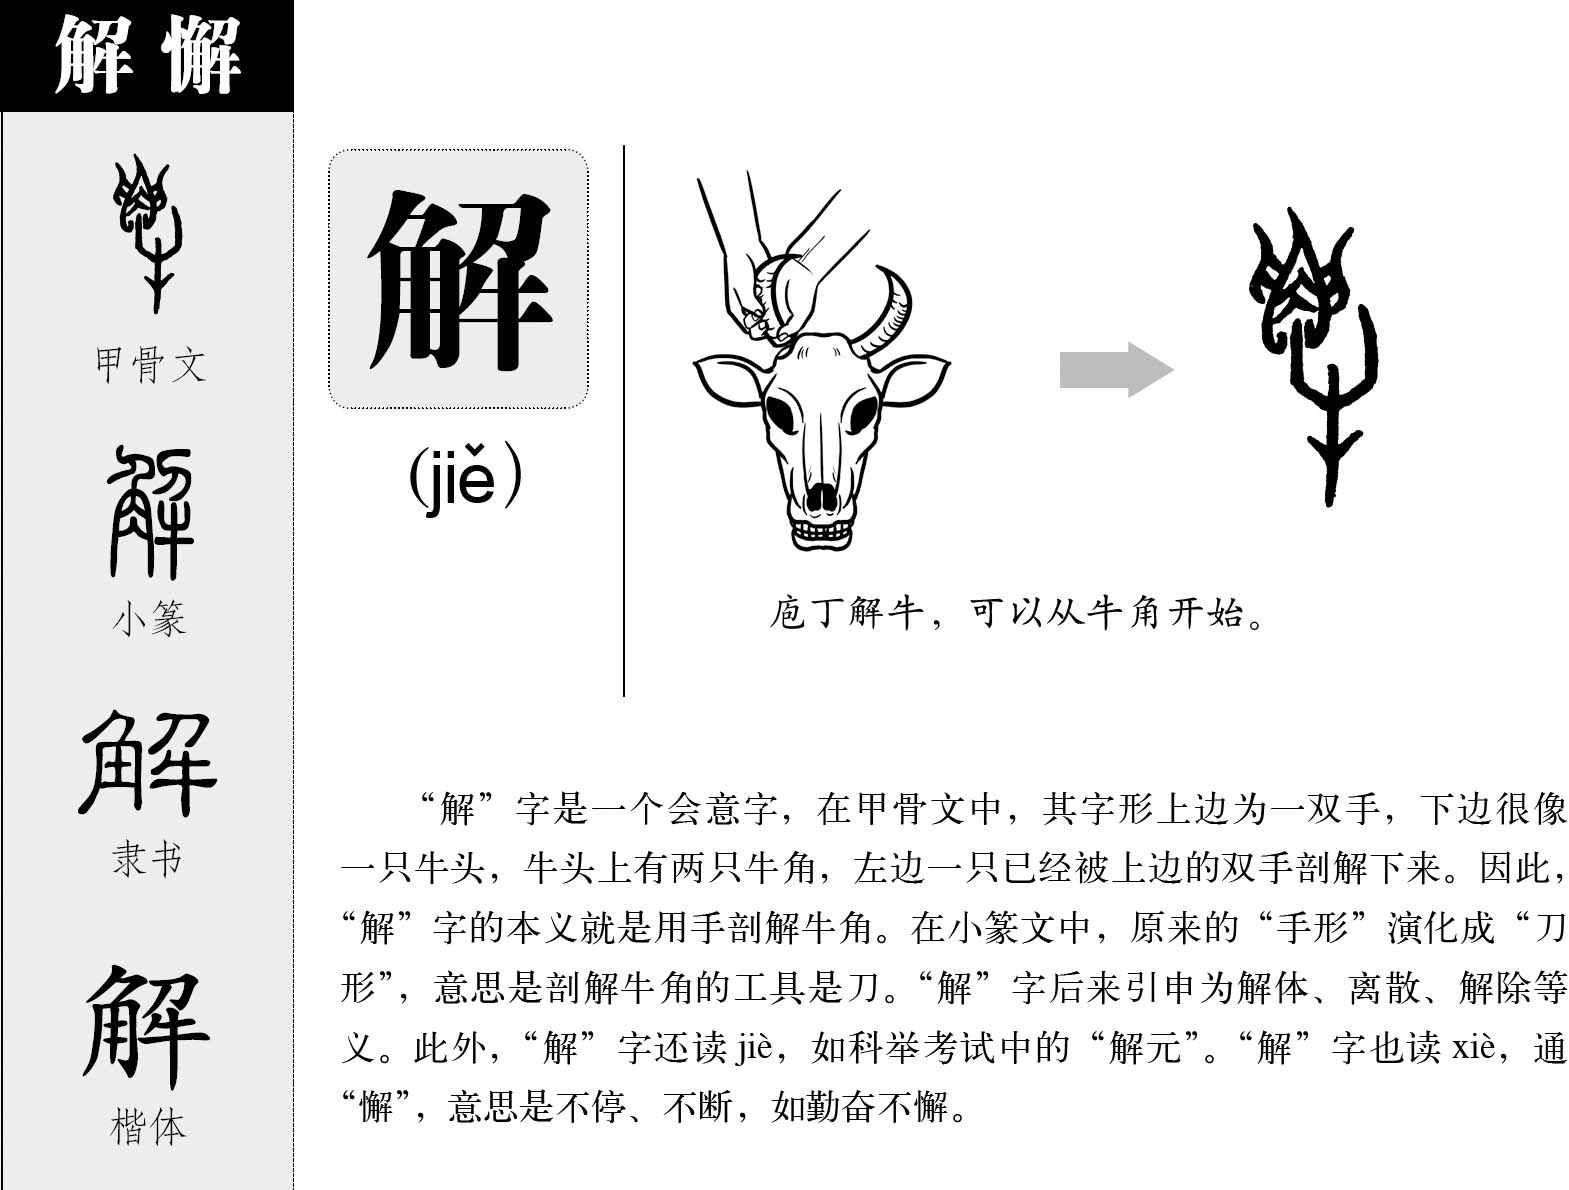 解 懈
甲骨文
解
小篆
解
隶书
解
楷体
解
(jiě)
庖丁解牛，可以从牛角开始。
“解”字是一个会意字，在甲骨文中，其字形上边为一双手，下边很像
一只牛头，牛头上有两只牛角，左边一只已经被上边的双手剖解下来。因此，
“解”字的本义就是用手剖解牛角。在小篆文中，原来的“手形”演化成“刀
形”，意思是剖解牛角的工具是刀。“解”字后来引申为解体、离散、解除等
义。此外，“解”字还读 jiè，如科举考试中的“解元”。“解”字也读 xiè，通
“懈”，意思是不停、不断，如勤奋不懈。